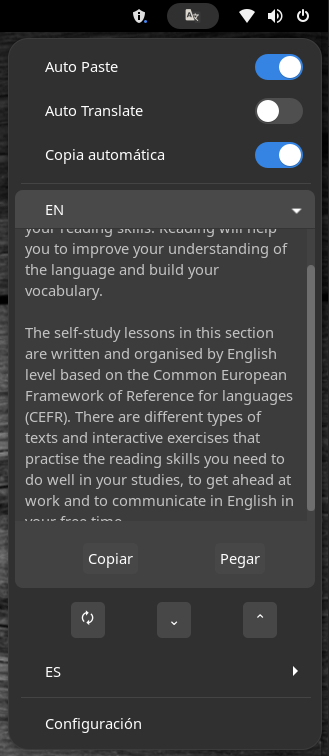 Auto Paste
Auto Translate
Copia automática
EN
your reading skills. Reading will help
you to improve your understanding of
the language and build your
vocabulary.
The self-study lessons in this section
are written and organised by English
level based on the Common European
Framework of Reference for languages
(CEFR). There are different types of
texts and interactive exercises that
practise the reading skills you need to
do well in your studies, to get ahead at
work and to communicate in English in
your free time.
Copiar
Pegar
ES
Configuración